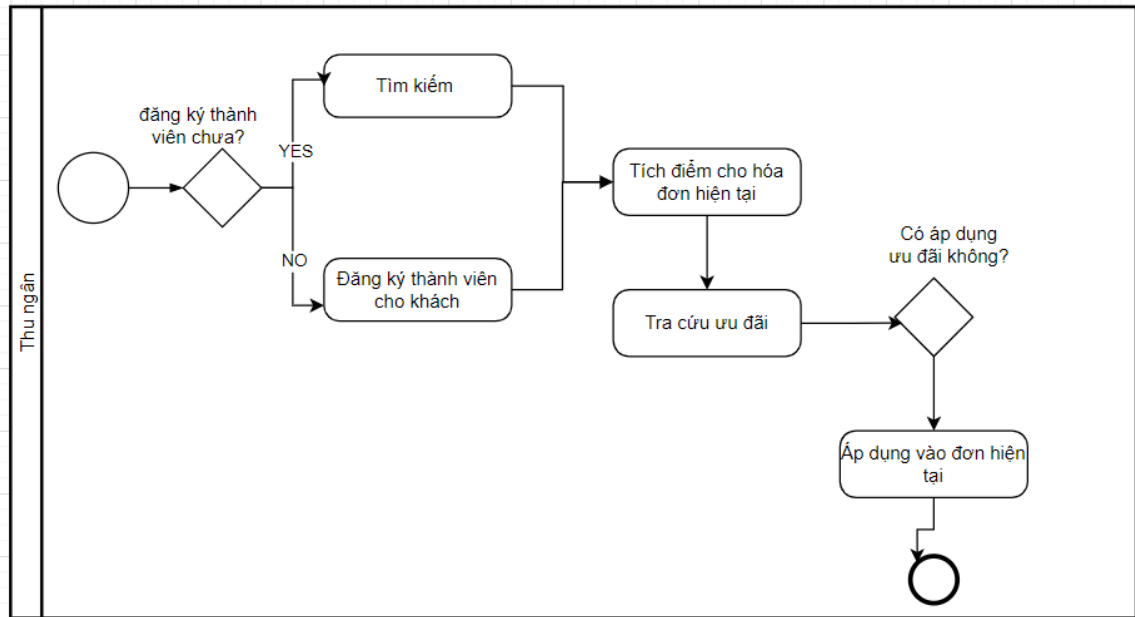 Thu ngân
đăng ký thành
viên chưa?
YES
NO
Tìm kiếm
Đăng ký thành viên
cho khách
Tích điểm cho hóa
đơn hiện tại
Tra cứu ưu đãi
Có áp dụng
ưu đãi không?
Áp dụng vào đơn hiện
tại